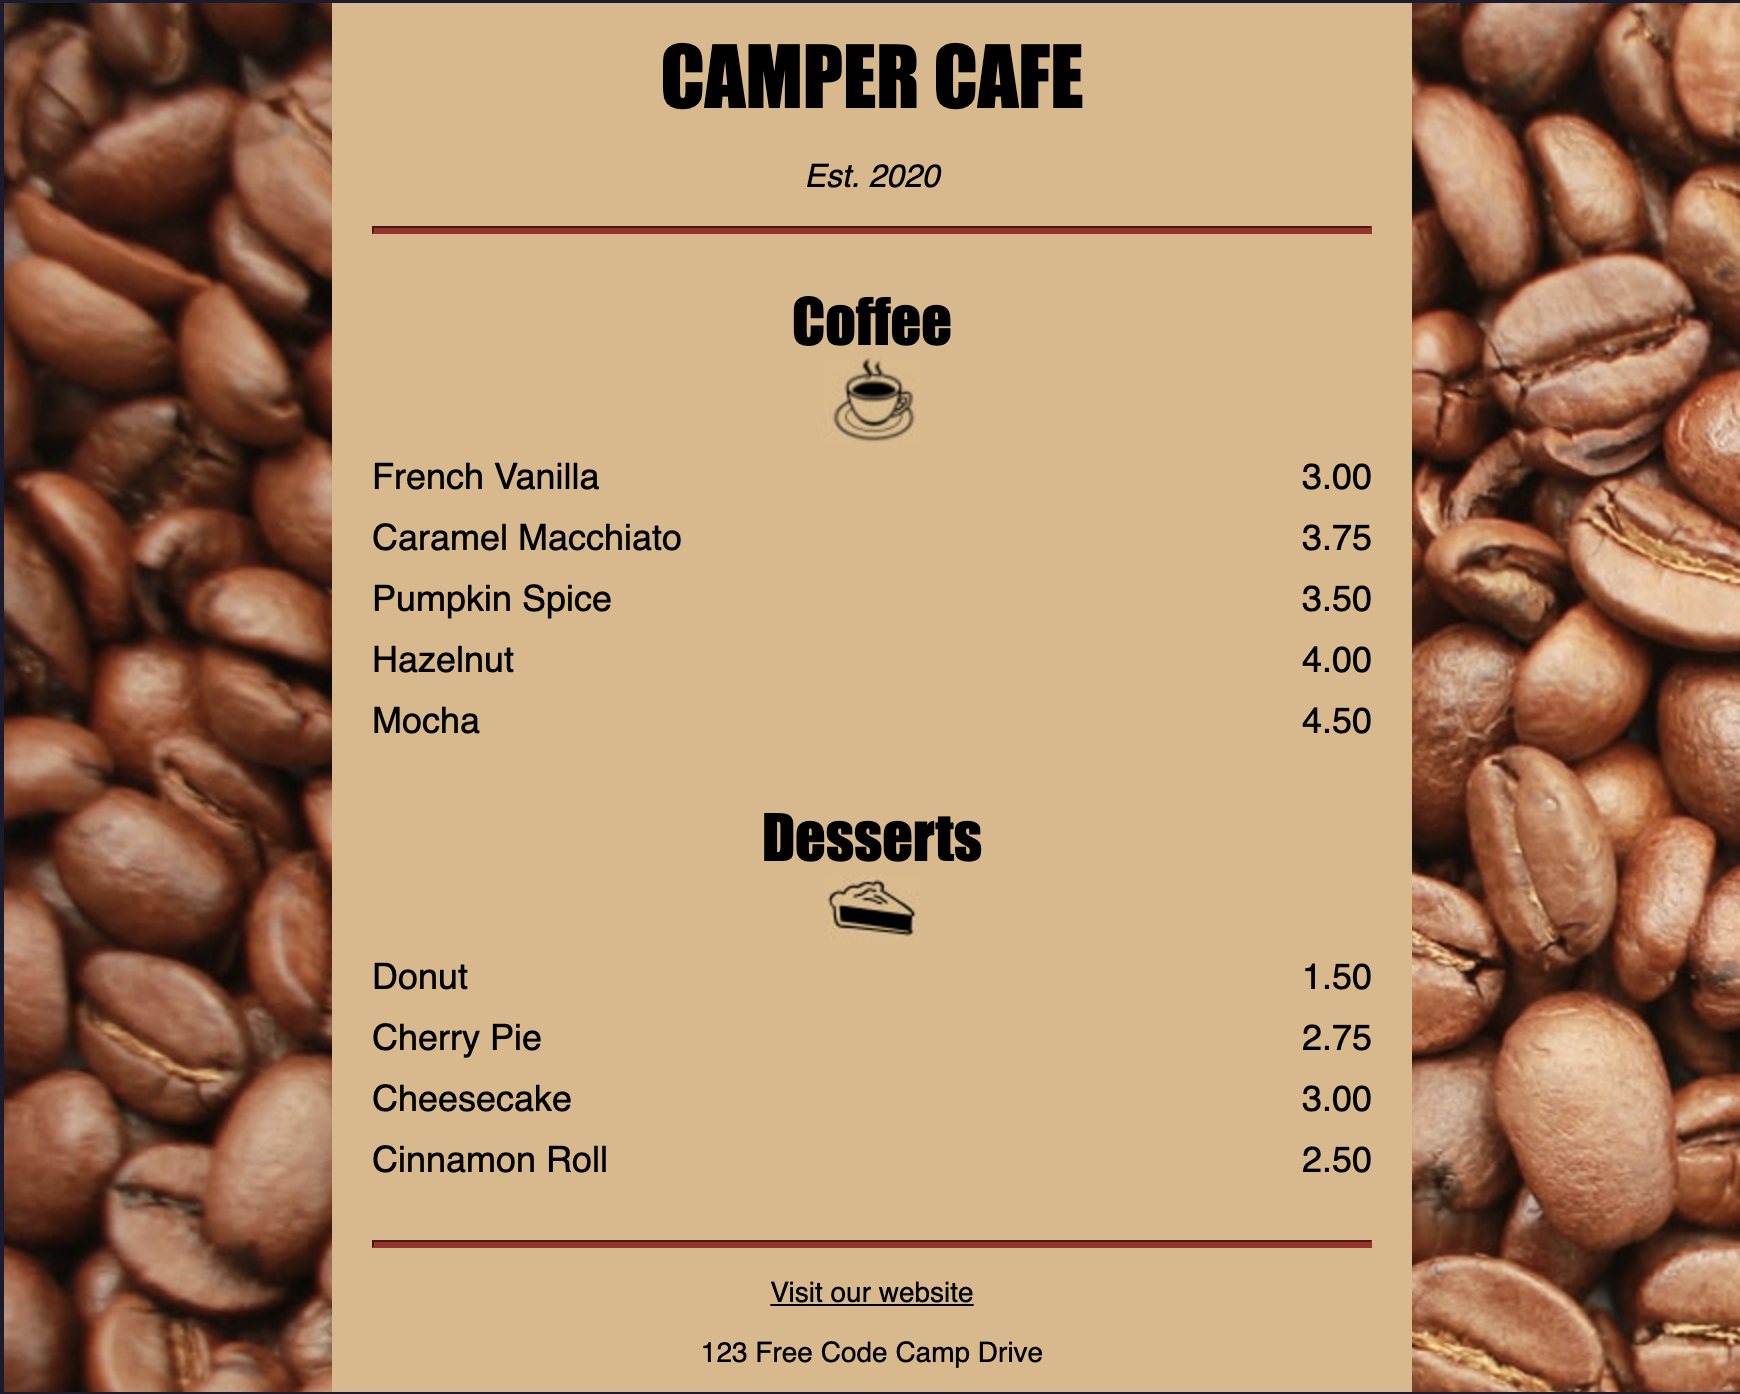 CAMPER CAFE
Est. 2020
Coffee
French Vanilla 3.00
Caramel Macchiato 3.75
Pumpkin Spice 3.50
Hazelnut 4.00
Mocha 4.50
Desserts
Donut 1.50
Cherry Pie 2.75
Cheesecake 3.00
Cinnamon Roll 2.50
Visit our website
123 Free Code Camp Drive